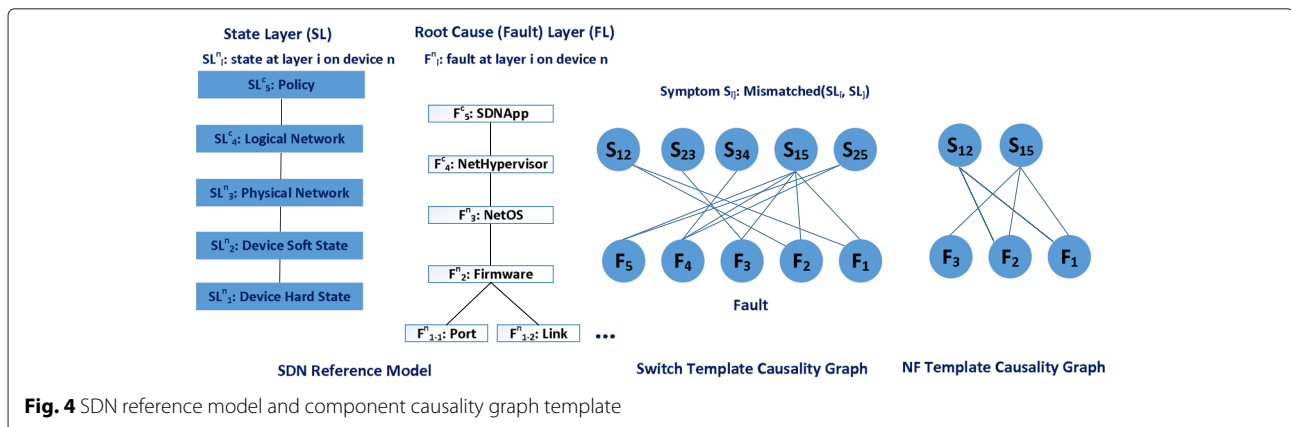 State Layer (SL)
SLⁿᵢ: state at layer i on device n
SLᶜ₅: Policy
SLᶜ₄: Logical Network
SLⁿ₃: Physical Network
SLⁿ₂: Device Soft State
SLⁿ₁: Device Hard State
Root Cause (Fault) Layer (FL)
Fⁿᵢ: fault at layer i on device n
Fᶜ₅: SDNApp
Fᶜ₄: NetHypervisor
Fⁿ₃: NetOS
Fⁿ₂: Firmware
Fⁿ₁₋₁: Port
Fⁿ₁₋₂: Link
...
SDN Reference Model
Symptom Sᵢⱼ: Mismatched(SLᵢ, SLⱼ)
S₁₂ S₂₃ S₃₄ S₁₅ S₂₅
F₅ F₄ F₃ F₂ F₁
Fault
Switch Template Causality Graph
S₁₂ S₁₅
F₃ F₂ F₁
NF Template Causality Graph
Fig. 4 SDN reference model and component causality graph template